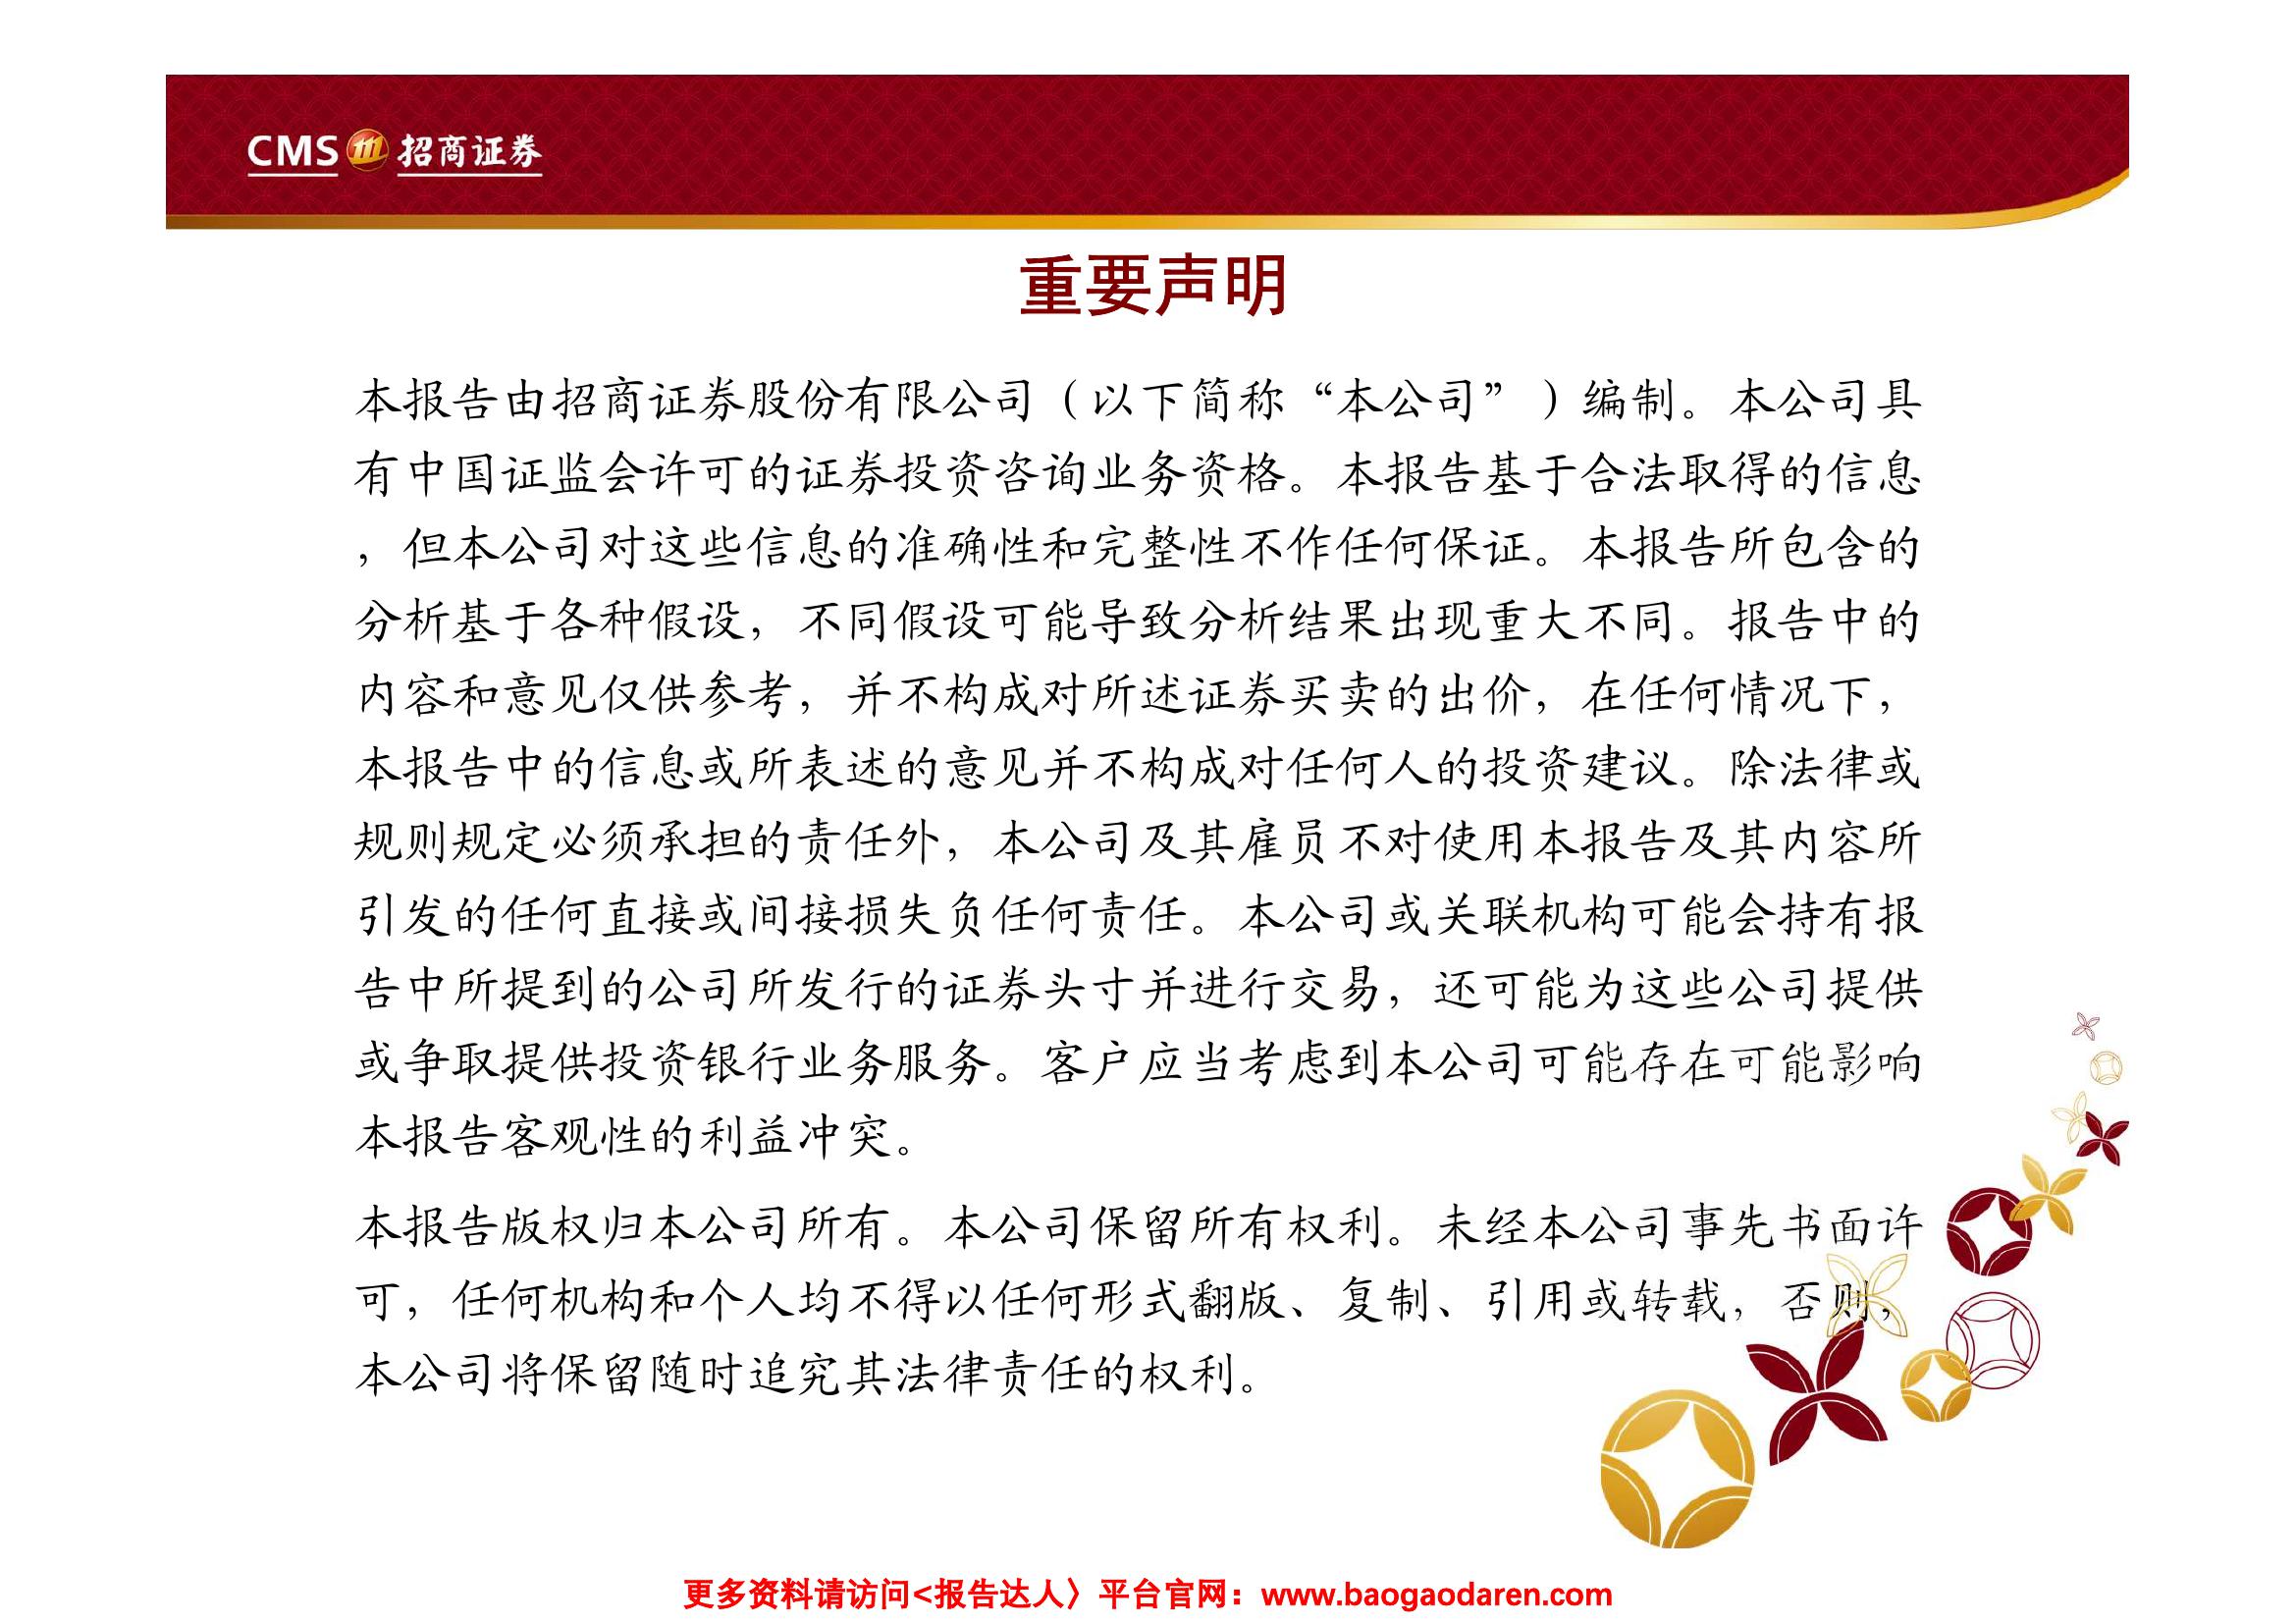 CMS 招商证券
重要声明
本报告由招商证券股份有限公司（以下简称“本公司”）编制。本公司具
有中国证监会许可的证券投资咨询业务资格。本报告基于合法取得的信息
，但本公司对这些信息的准确性和完整性不作任何保证。本报告所包含的
分析基于各种假设，不同假设可能导致分析结果出现重大不同。报告中的
内容和意见仅供参考，并不构成对所述证券买卖的出价，在任何情况下，
本报告中的信息或所表述的意见并不构成对任何人的投资建议。除法律或
规则规定必须承担的责任外，本公司及其雇员不对使用本报告及其内容所
引发的任何直接或间接损失负任何责任。本公司或关联机构可能会持有报
告中所提到的公司所发行的证券头寸并进行交易，还可能为这些公司提供
或争取提供投资银行业务服务。客户应当考虑到本公司可能存在可能影响
本报告客观性的利益冲突。
本报告版权归本公司所有。本公司保留所有权利。未经本公司事先书面许
可，任何机构和个人均不得以任何形式翻版、复制、引用或转载，否则，
本公司将保留随时追究其法律责任的权利。
更多资料请访问<报告达人〉平台官网：www.baogaodaren.com